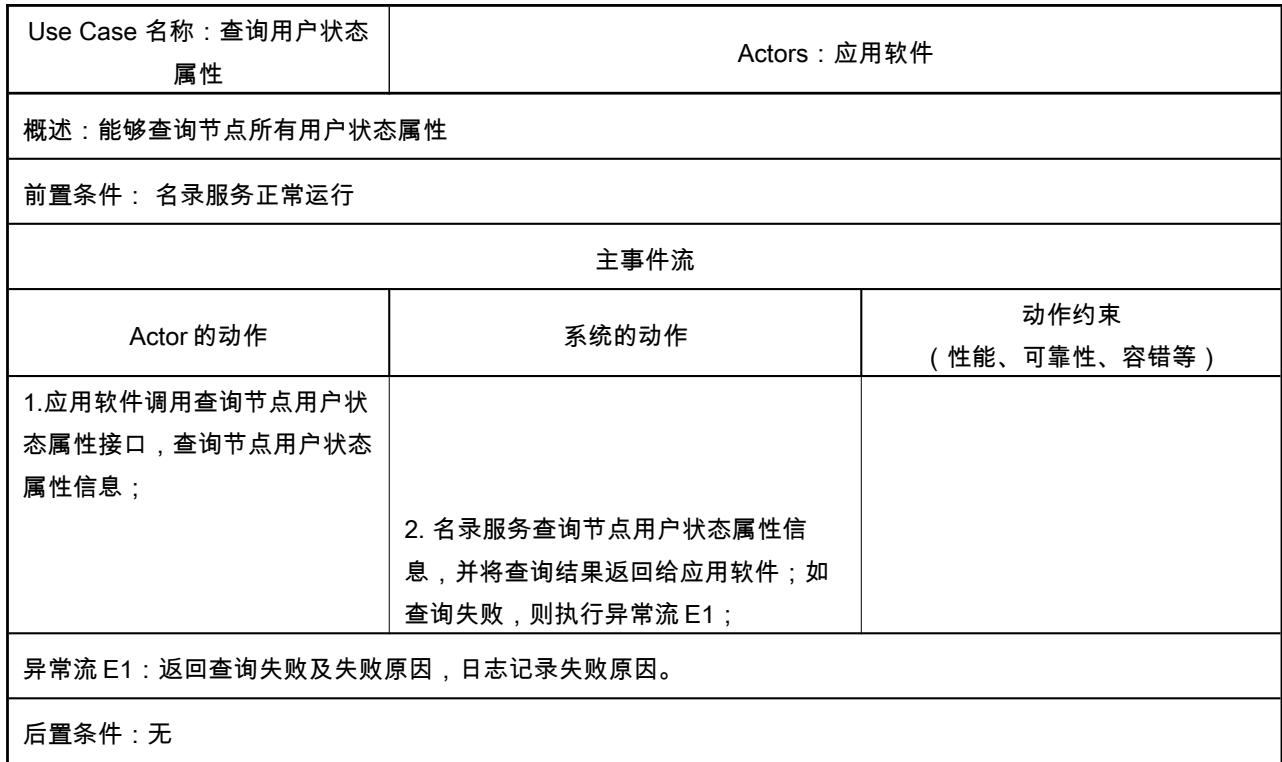 Use Case 名称：查询用户状态
属性
Actors：应用软件
概述：能够查询节点所有用户状态属性
前置条件： 名录服务正常运行
主事件流
Actor 的动作
系统的动作
动作约束
（性能、可靠性、容错等）
1.应用软件调用查询节点用户状
态属性接口，查询节点用户状态
属性信息；
2. 名录服务查询节点用户状态属性信
息，并将查询结果返回给应用软件；如
查询失败，则执行异常流 E1；
异常流 E1：返回查询失败及失败原因，日志记录失败原因。
后置条件：无